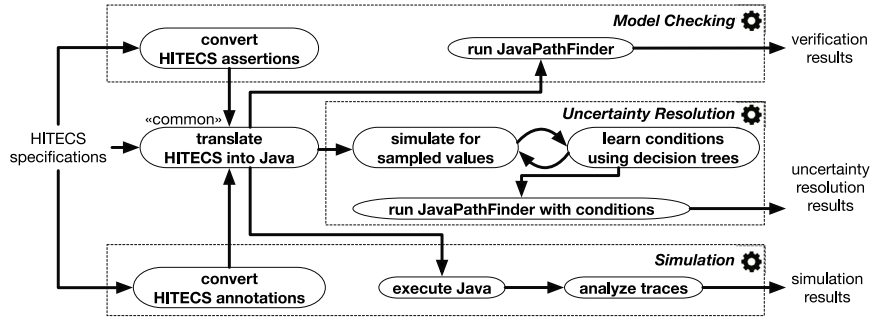 Model Checking
convert
HITECS assertions
run JavaPathFinder
verification
results
«common»
Uncertainty Resolution
HITECS
specifications
translate
HITECS into Java
simulate for
sampled values
learn conditions
using decision trees
uncertainty
resolution
results
run JavaPathFinder with conditions
Simulation
convert
HITECS annotations
execute Java
analyze traces
simulation
results